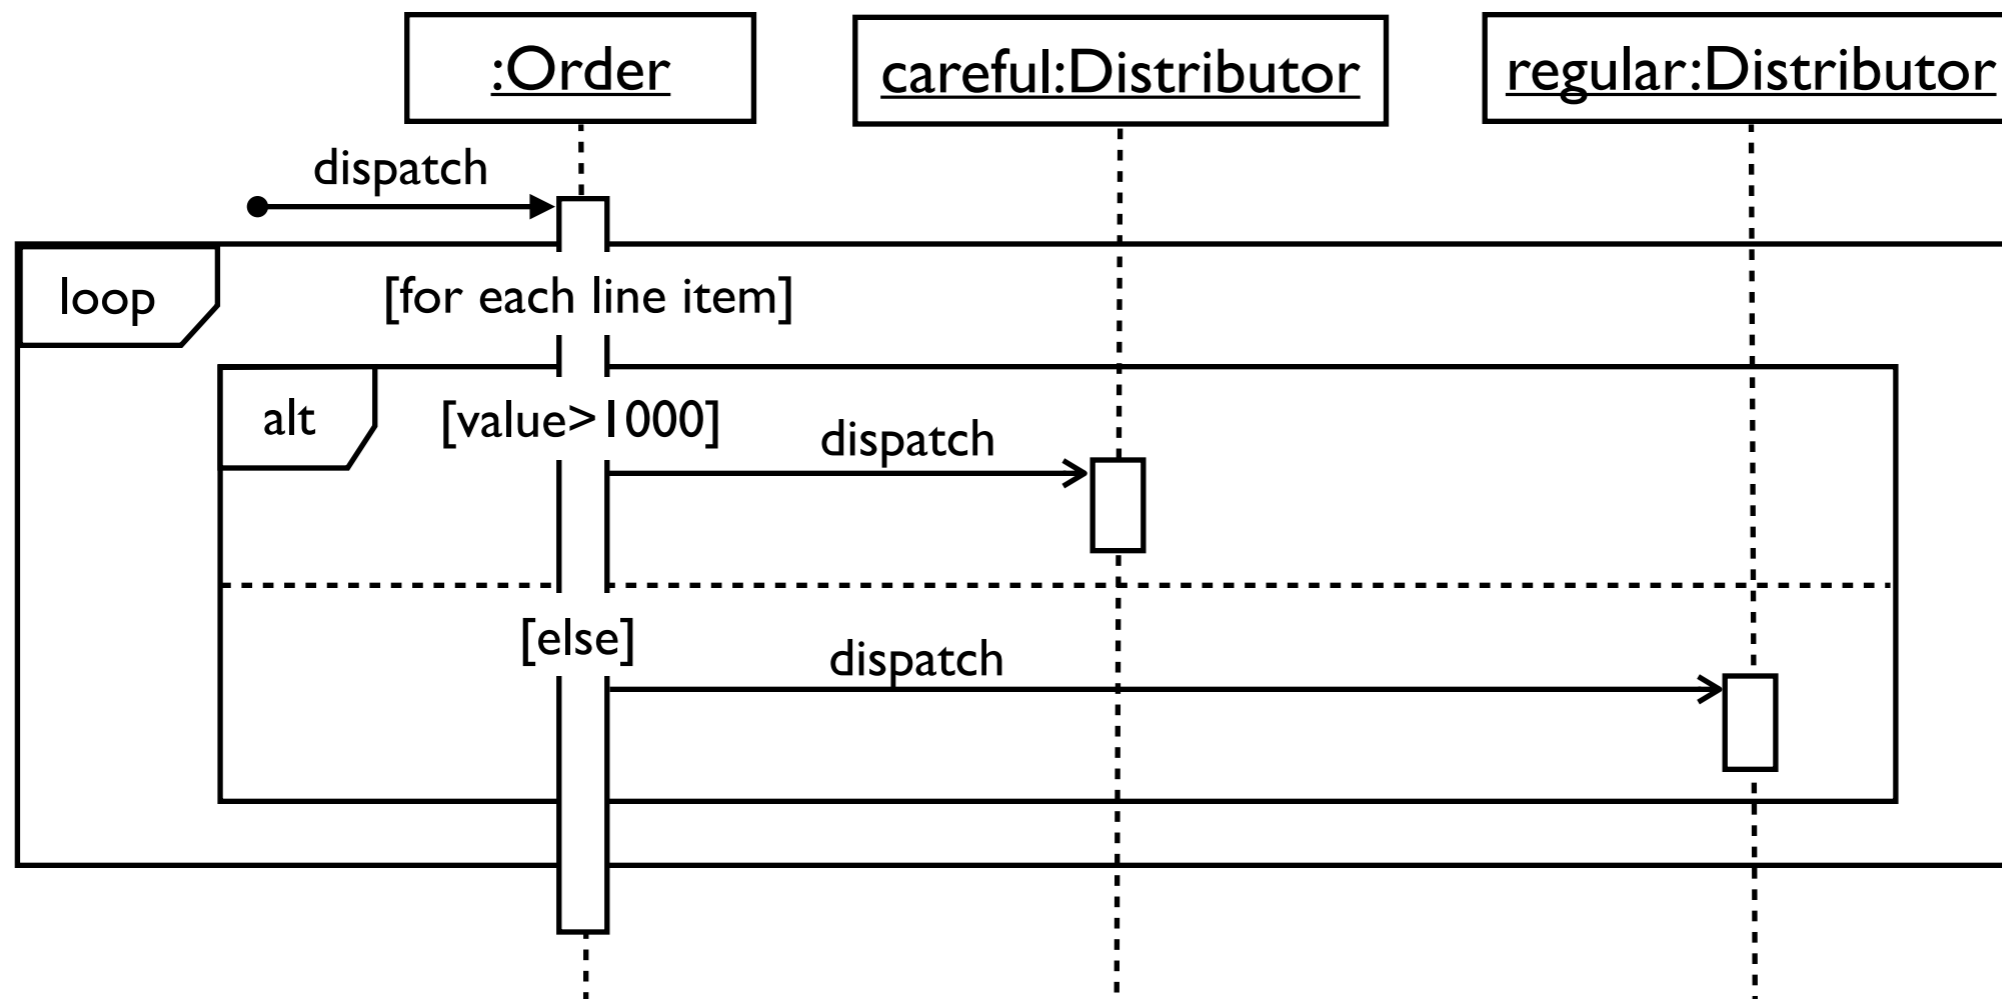 :Order
careful:Distributor
regular:Distributor
dispatch
loop
[for each line item]
alt
[value>1000]
dispatch
[else]
dispatch